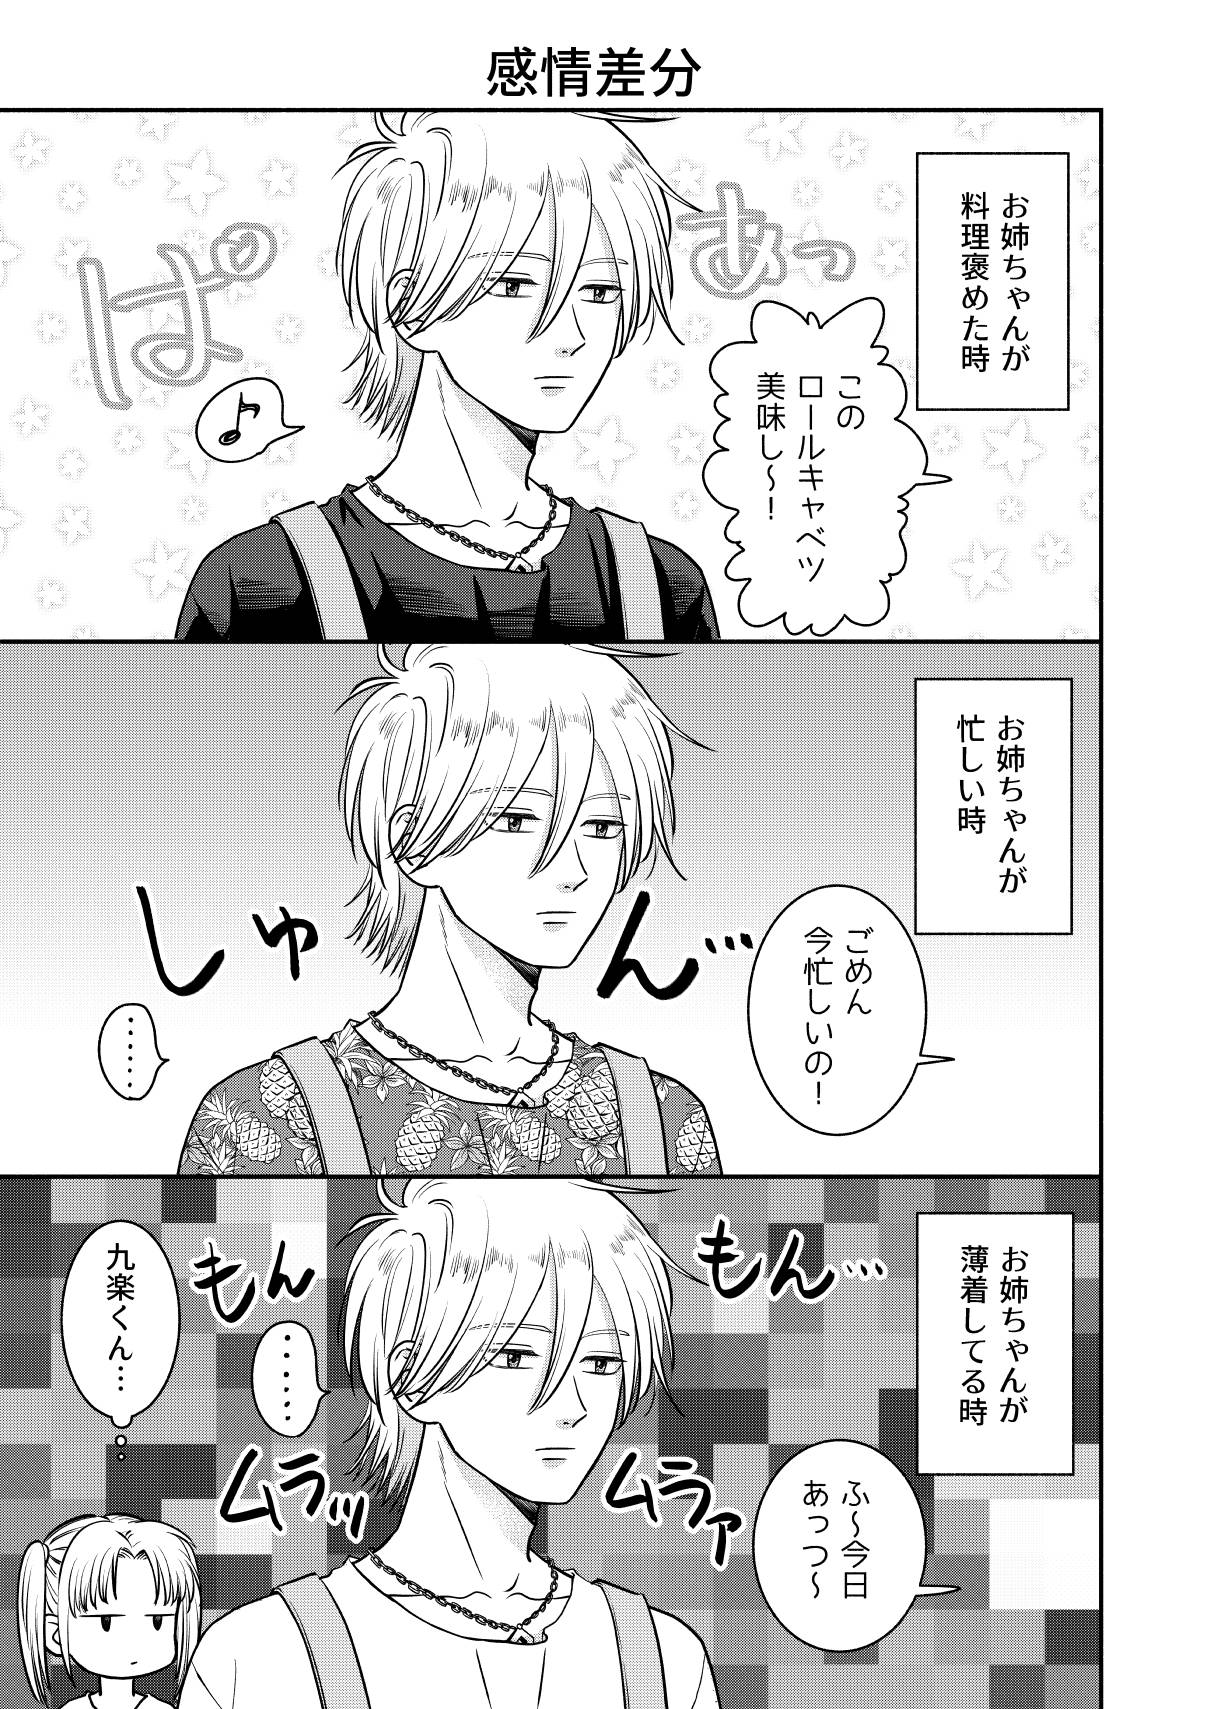 感情差分
お姉ちゃんが
料理褒めた時
この
ロールキャベツ
美味し～！
ぱあっ
♪
お姉ちゃんが
忙しい時
ごめん
今忙しいの！
しゅん…
……
お姉ちゃんが
薄着してる時
ふ～今日
あっつ～
もん…
もん
ムラァ
ムラッ
……
九楽くん…